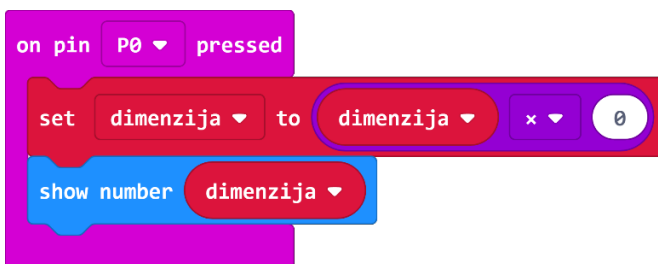 on pin P0 pressed
set dimenzija to dimenzija × 0
show number dimenzija